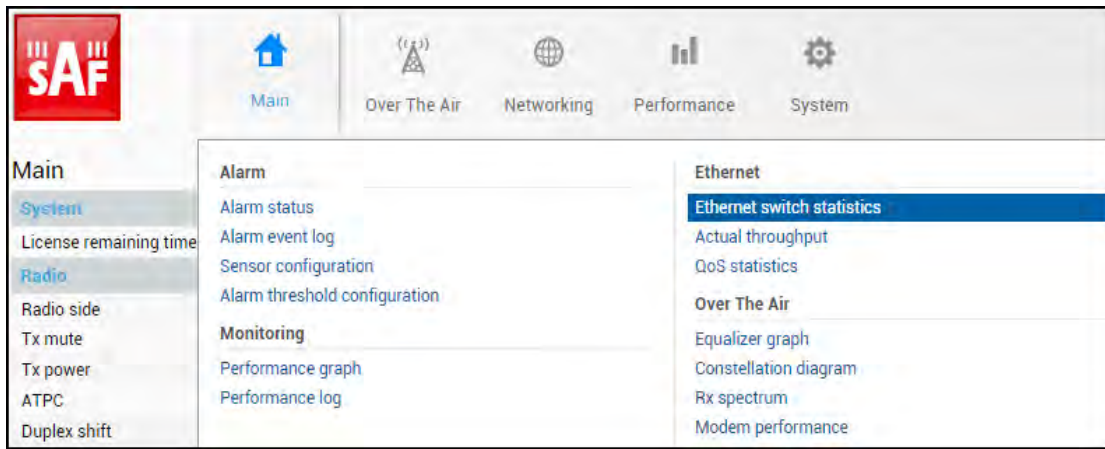 SAF
Main
Over The Air
Networking
Performance
System
Main
System
License remaining time
Radio
Radio side
Tx mute
Tx power
ATPC
Duplex shift
Alarm
Alarm status
Alarm event log
Sensor configuration
Alarm threshold configuration
Monitoring
Performance graph
Performance log
Ethernet
Ethernet switch statistics
Actual throughput
QoS statistics
Over The Air
Equalizer graph
Constellation diagram
Rx spectrum
Modem performance